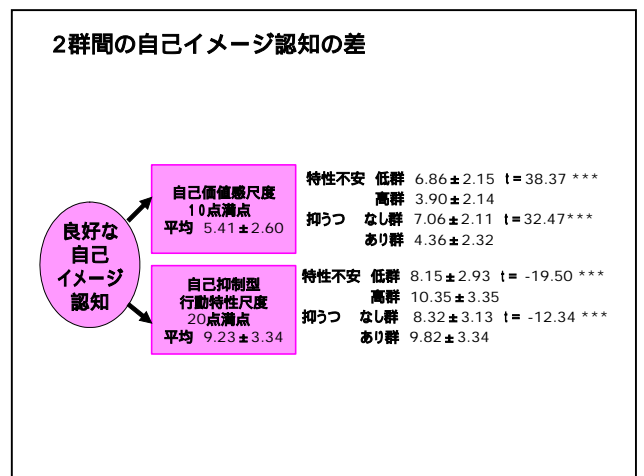 2群間の自己イメージ認知の差
良好な
自己
イメージ
認知
自己価値感尺度
10点満点
平均 5.41±2.60
特性不安 低群 6.86±2.15 t=38.37 ***
高群 3.90±2.14
抑うつ なし群 7.06±2.11 t=32.47***
あり群 4.36±2.32
自己抑制型
行動特性尺度
20点満点
平均 9.23±3.34
特性不安 低群 8.15±2.93 t= -19.50 ***
高群 10.35±3.35
抑うつ なし群 8.32±3.13 t= -12.34 ***
あり群 9.82±3.34